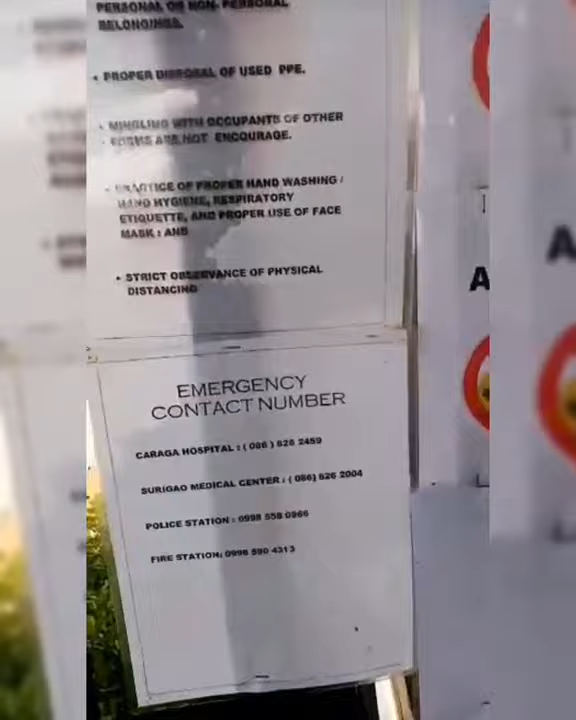 PERSONAL OR NON- PERSONAL
BELONGINGS.
• PROPER DISPOSAL OF USED PPE.
• MINGLING WITH OCCUPANTS OF OTHER
ROOMS ARE NOT ENCOURAGE.
• PRACTICE OF PROPER HAND WASHING /
HAND HYGIENE, RESPIRATORY
ETIQUETTE, AND PROPER USE OF FACE
MASK : AND
• STRICT OBSERVANCE OF PHYSICAL
DISTANCING
EMERGENCY
CONTACT NUMBER
CARAGA HOSPITAL : ( 086 ) 826 2459
SURIGAO MEDICAL CENTER : ( 086) 826 2004
POLICE STATION : 0998 558 0966
FIRE STATION: 0998 590 4313
A